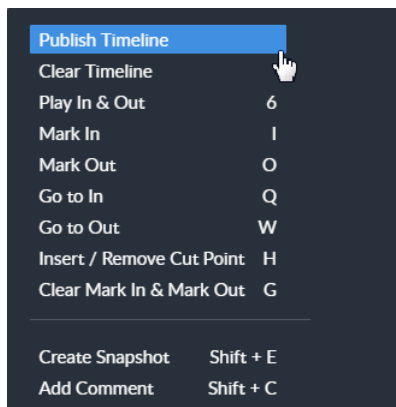 Publish Timeline
Clear Timeline
Play In & Out 6
Mark In I
Mark Out O
Go to In Q
Go to Out W
Insert / Remove Cut Point H
Clear Mark In & Mark Out G
Create Snapshot Shift + E
Add Comment Shift + C